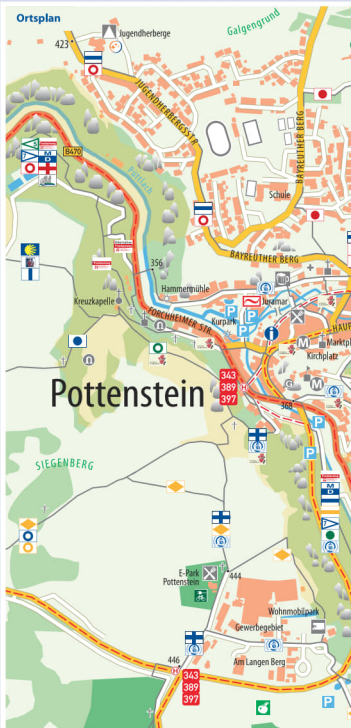 Ortsplan
Galgengrund
423
Jugendherberge
JUGENDHERBERGSSTR.
BAYREUTHER BERG
B470
Püttlach
Schule
356
BAYREUTHER BERG
Hammermühle
Kreuzkapelle
Juramar
FORCHHEIMER STR.
Kurpark
HAUP
Marktpl
Kirchplatz
Pottenstein
343
389
397
368
SIEGENBERG
E-Park
Pottenstein
444
Wohnmobilpark
Gewerbegebiet
446
Am Langen Berg
343
389
397